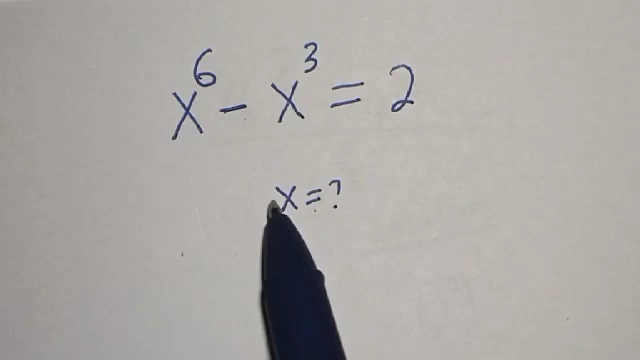 x⁶ - x³ = 2
x = ?